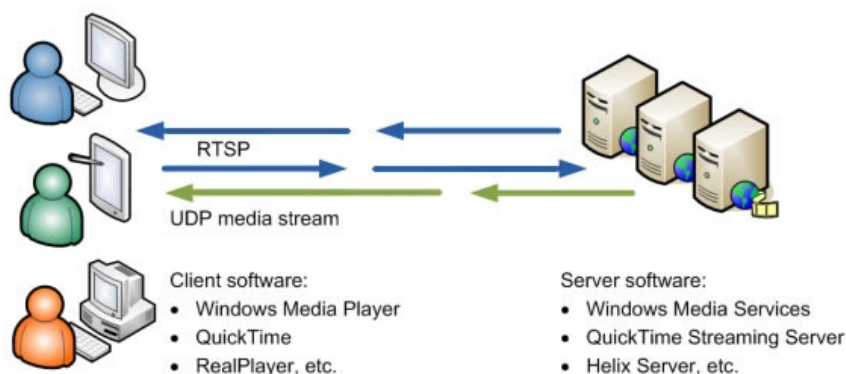 RTSP
UDP media stream
Client software:
• Windows Media Player
• QuickTime
• RealPlayer, etc.
Server software:
• Windows Media Services
• QuickTime Streaming Server
• Helix Server, etc.